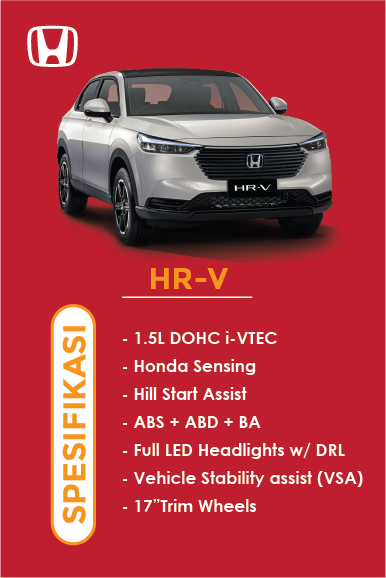 HR-V
HR-V
SPESIFIKASI
- 1.5L DOHC i-VTEC
- Honda Sensing
- Hill Start Assist
- ABS + ABD + BA
- Full LED Headlights w/ DRL
- Vehicle Stability assist (VSA)
- 17”Trim Wheels